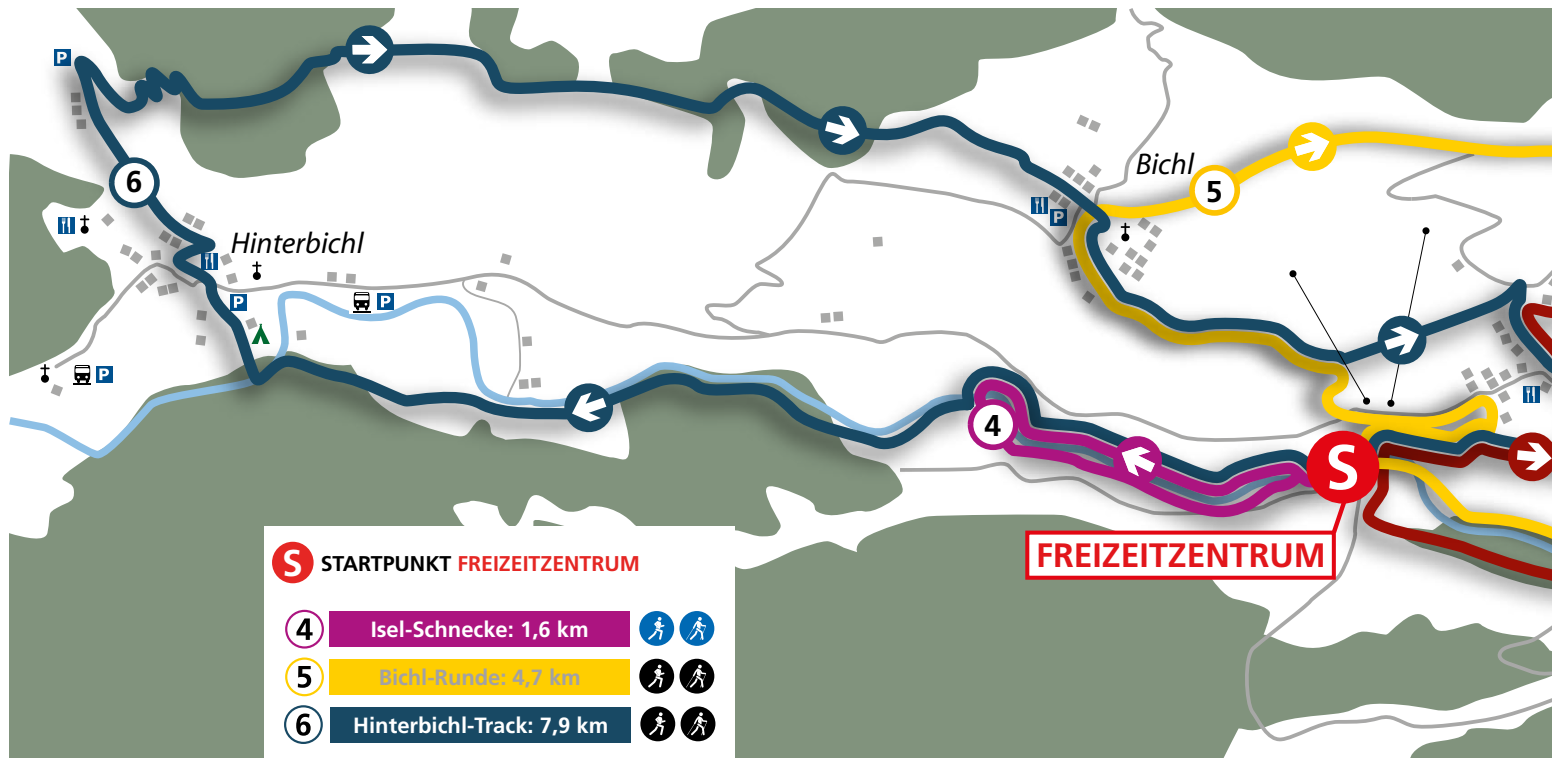 P
6
Hinterbichl
P
P
P
Bichl
5
P
4
S
FREIZEITZENTRUM
S STARTPUNKT FREIZEITZENTRUM
4 Isel-Schnecke: 1,6 km
5 Bichl-Runde: 4,7 km
6 Hinterbichl-Track: 7,9 km